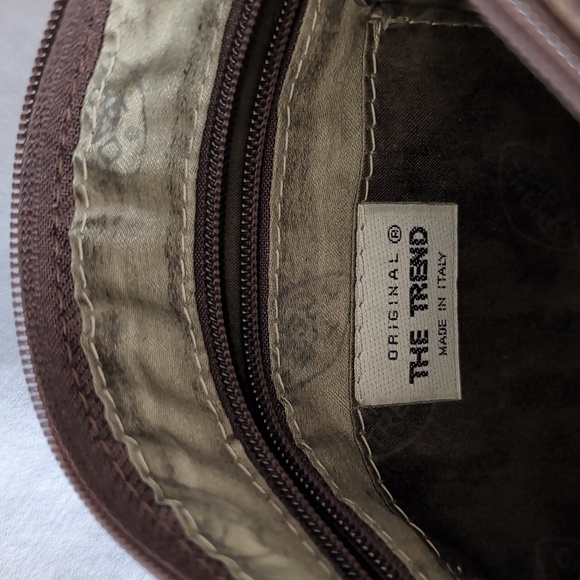 ORIGINAL ®
THE TREND
MADE IN ITALY